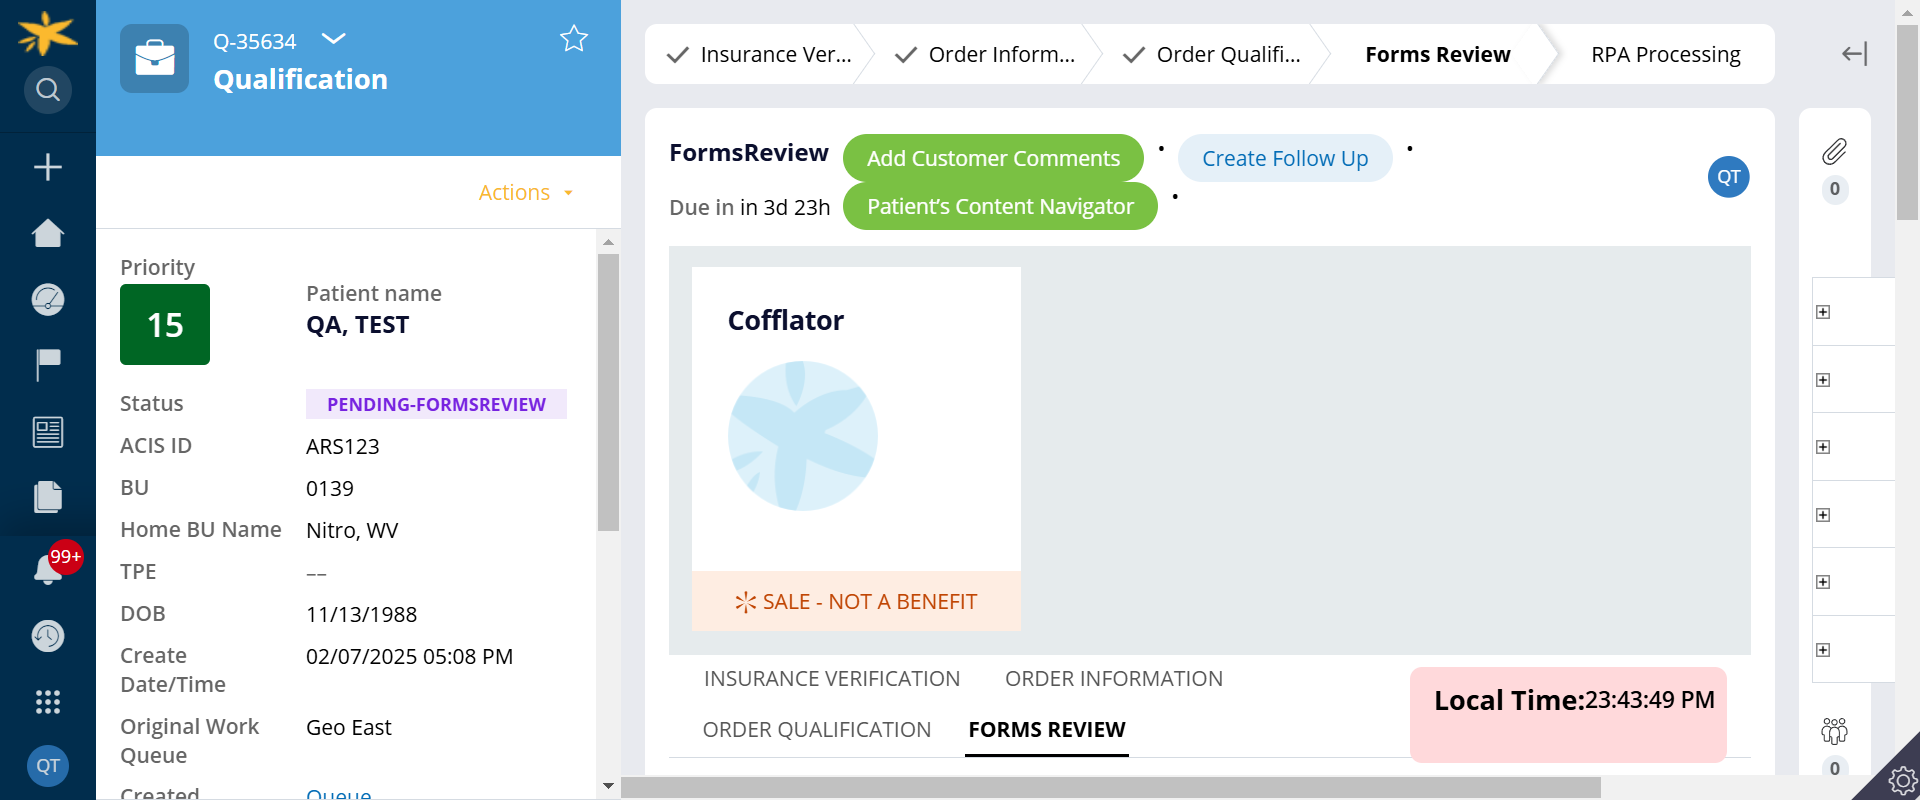 Q-35634
Qualification
Actions
Priority
15
Patient name
QA, TEST
Status
PENDING-FORMSREVIEW
ACIS ID
ARS123
BU
0139
Home BU Name
Nitro, WV
TPE
––
DOB
11/13/1988
Create
Date/Time
02/07/2025 05:08 PM
Original Work
Queue
Geo East
Created
Queue
99+
QT
Insurance Ver...
Order Inform...
Order Qualifi...
Forms Review
RPA Processing
FormsReview
Add Customer Comments
Create Follow Up
Due in in 3d 23h
Patient’s Content Navigator
QT
0
Cofflator
SALE - NOT A BENEFIT
INSURANCE VERIFICATION
ORDER INFORMATION
ORDER QUALIFICATION
FORMS REVIEW
Local Time:23:43:49 PM
0